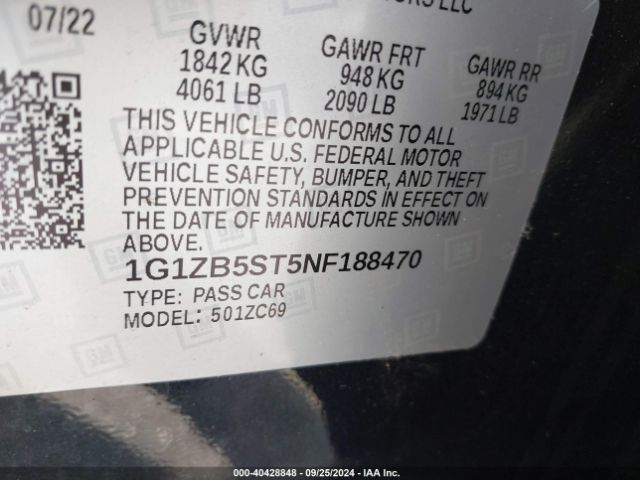 ORS LLC
07/22
GVWR
1842 KG
4061 LB
GAWR FRT
948 KG
2090 LB
GAWR RR
894 KG
1971 LB
THIS VEHICLE CONFORMS TO ALL
APPLICABLE U.S. FEDERAL MOTOR
VEHICLE SAFETY, BUMPER, AND THEFT
PREVENTION STANDARDS IN EFFECT ON
THE DATE OF MANUFACTURE SHOWN
ABOVE.
1G1ZB5ST5NF188470
TYPE: PASS CAR
MODEL: 501ZC69
000-40428848 - 09/25/2024 - IAA Inc.